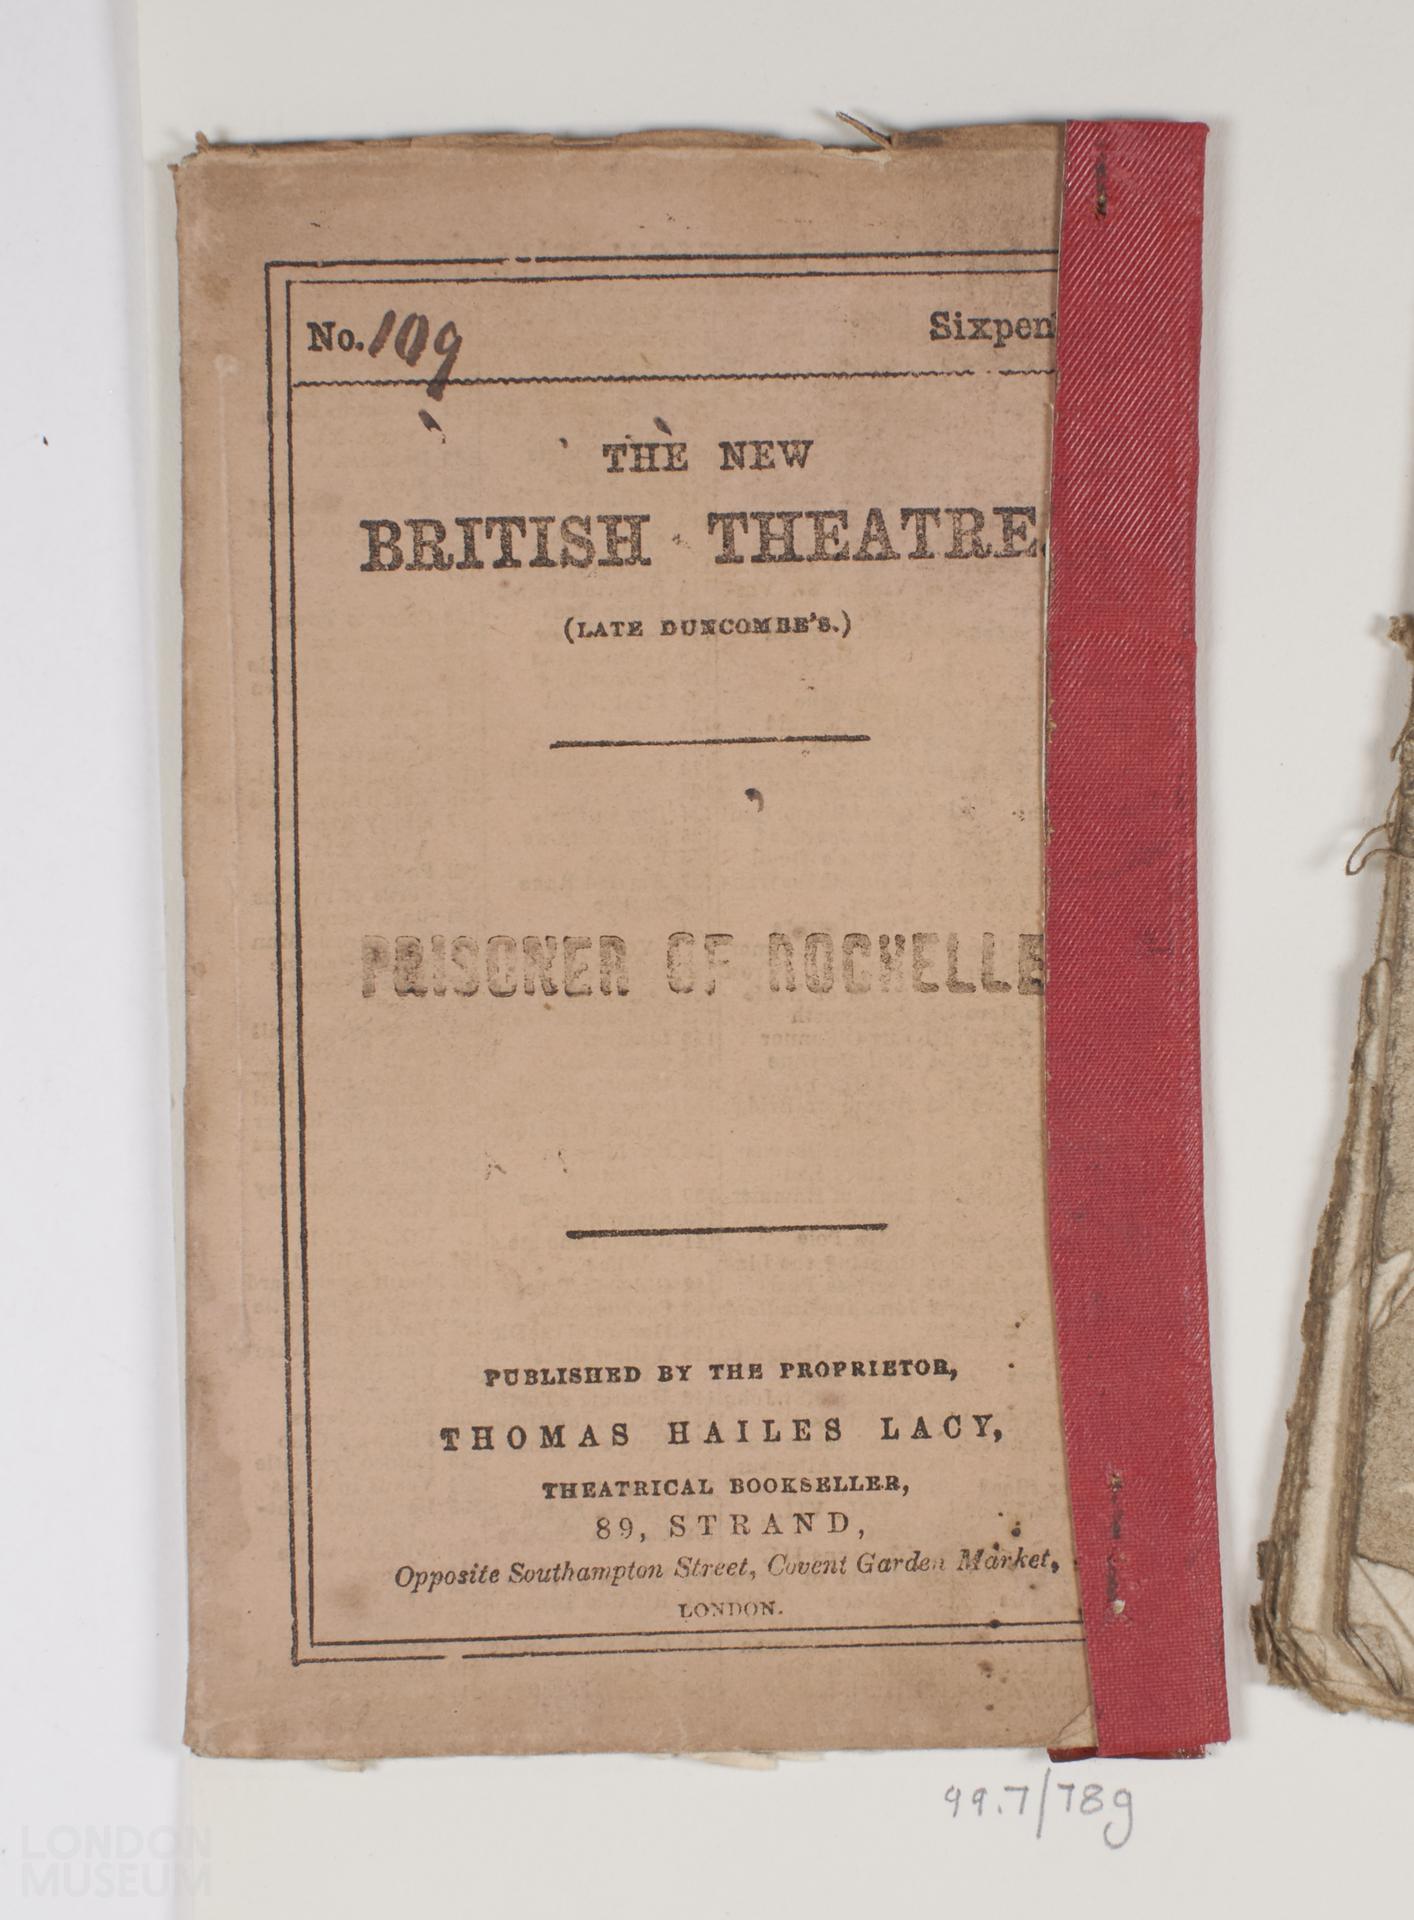 No. 109 Sixpen
THE NEW
BRITISH THEATRE.
(LATE DUNCOMBE'S.)
PRISONER OF ROCHELLE
PUBLISHED BY THE PROPRIETOR,
THOMAS HAILES LACY,
THEATRICAL BOOKSELLER,
89, STRAND,
Opposite Southampton Street, Covent Garden Market,
LONDON.
99.7/78g
LONDON
MUSEUM